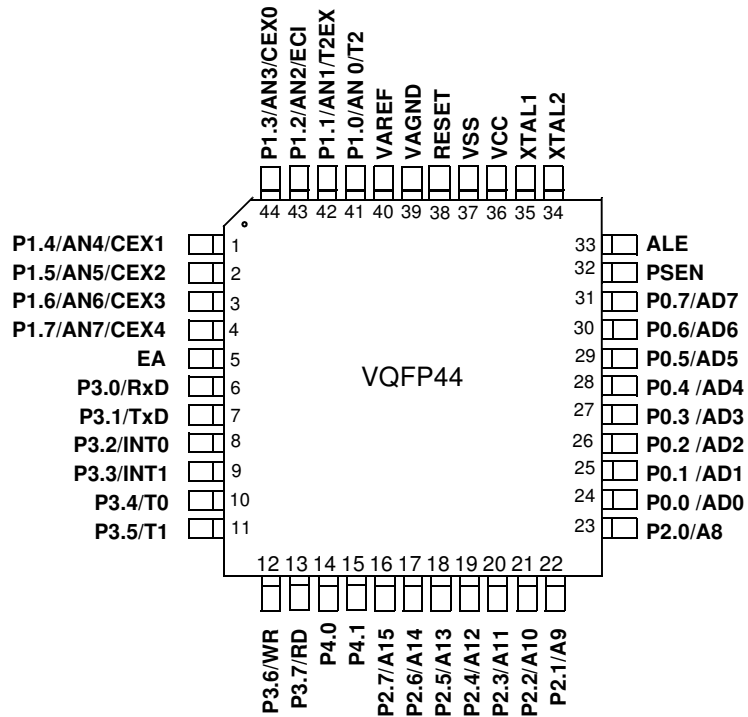 P1.3/AN3/CEX0
P1.2/AN2/ECI
P1.1/AN1/T2EX
P1.0/AN 0/T2
VAREF
VAGND
RESET
VSS
VCC
XTAL1
XTAL2
44 43 42 41 40 39 38 37 36 35 34
P1.4/AN4/CEX1 1
P1.5/AN5/CEX2 2
P1.6/AN6/CEX3 3
P1.7/AN7/CEX4 4
EA 5
P3.0/RxD 6
P3.1/TxD 7
P3.2/INT0 8
P3.3/INT1 9
P3.4/T0 10
P3.5/T1 11
VQFP44
33 ALE
32 PSEN
31 P0.7/AD7
30 P0.6/AD6
29 P0.5/AD5
28 P0.4 /AD4
27 P0.3 /AD3
26 P0.2 /AD2
25 P0.1 /AD1
24 P0.0 /AD0
23 P2.0/A8
12 13 14 15 16 17 18 19 20 21 22
P3.6/WR
P3.7/RD
P4.0
P4.1
P2.7/A15
P2.6/A14
P2.5/A13
P2.4/A12
P2.3/A11
P2.2/A10
P2.1/A9